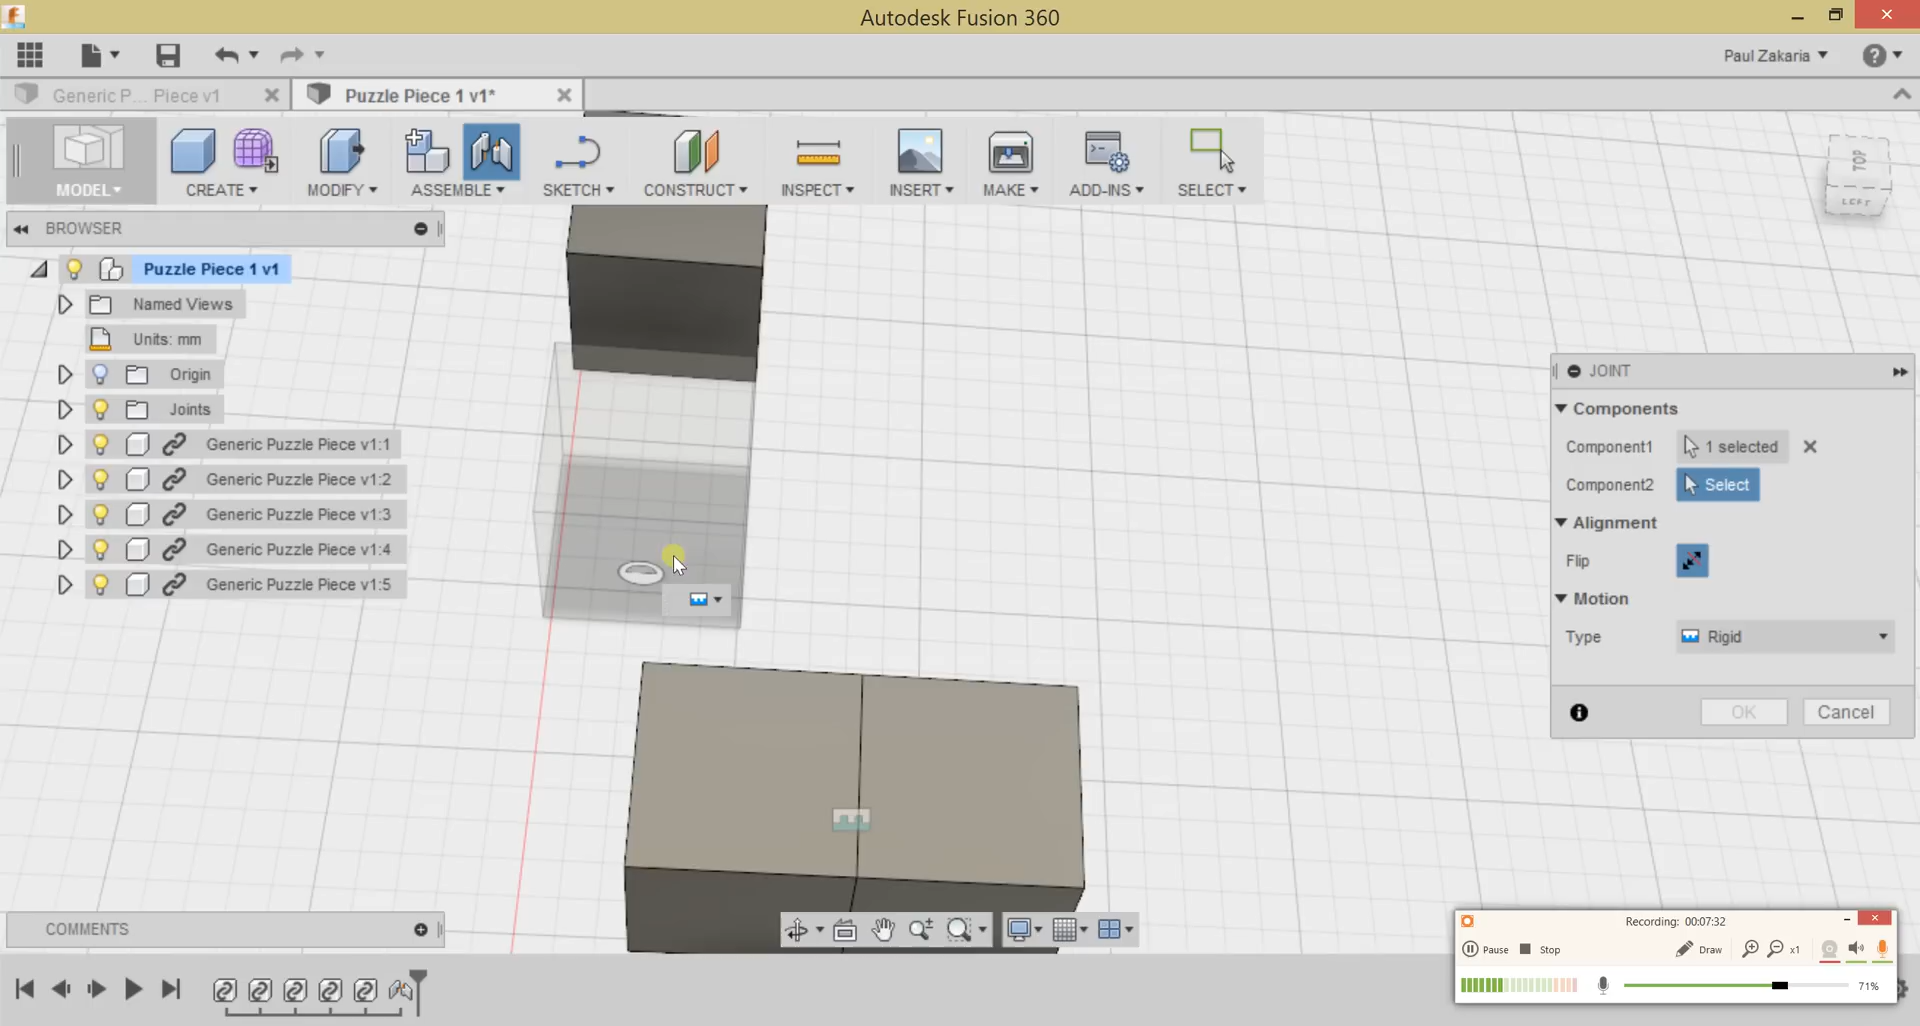 Autodesk Fusion 360
Paul Zakaria
Generic P... Piece v1
Puzzle Piece 1 v1*
MODEL
CREATE
MODIFY
ASSEMBLE
SKETCH
CONSTRUCT
INSPECT
INSERT
MAKE
ADD-INS
SELECT
TOP
LEFT
BROWSER
Puzzle Piece 1 v1
Named Views
Units: mm
Origin
Joints
Generic Puzzle Piece v1:1
Generic Puzzle Piece v1:2
Generic Puzzle Piece v1:3
Generic Puzzle Piece v1:4
Generic Puzzle Piece v1:5
JOINT
Components
Component1 1 selected
Component2 Select
Alignment
Flip
Motion
Type Rigid
OK Cancel
COMMENTS
Recording: 00:07:32
Pause Stop Draw x1
71%